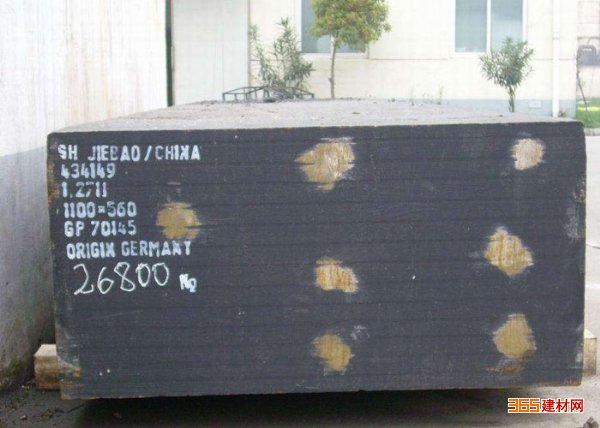 SH JIEBAO/CHINA
434149
1.2711
1100×560
GP 70145
ORIGIN GERMANY
26800 Kg
365建材网